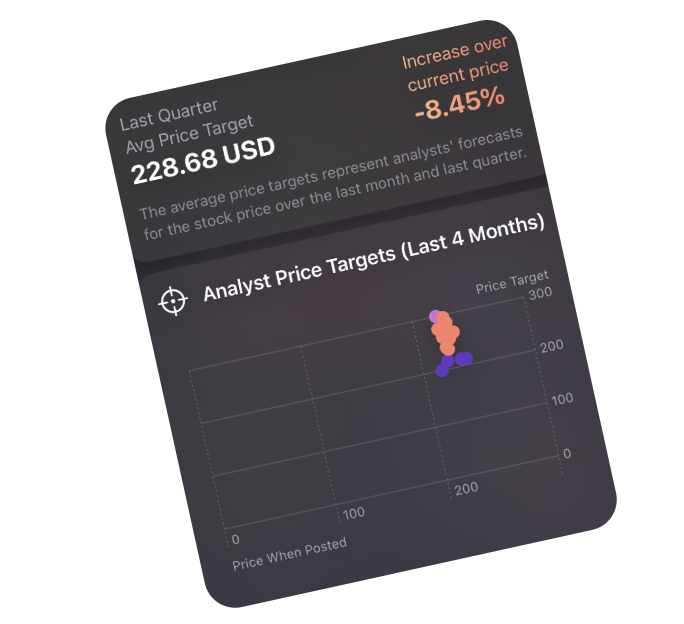 Last Quarter
Avg Price Target
228.68 USD
Increase over
current price
-8.45%
The average price targets represent analysts' forecasts
for the stock price over the last month and last quarter.
Analyst Price Targets (Last 4 Months)
Price Target
300
200
100
0
0
100
200
Price When Posted